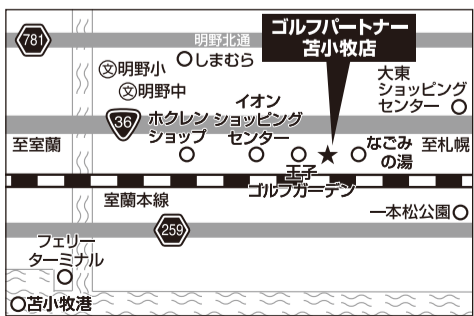 781
明野北通
ゴルフパートナー
苫小牧店
しまむら
文明野小
文明野中
大東
ショッピング
センター
36
ホクレン
ショップ
イオン
ショッピング
センター
至室蘭
なごみ
の湯
至札幌
王子
ゴルフガーデン
室蘭本線
一本松公園
259
フェリー
ターミナル
苫小牧港